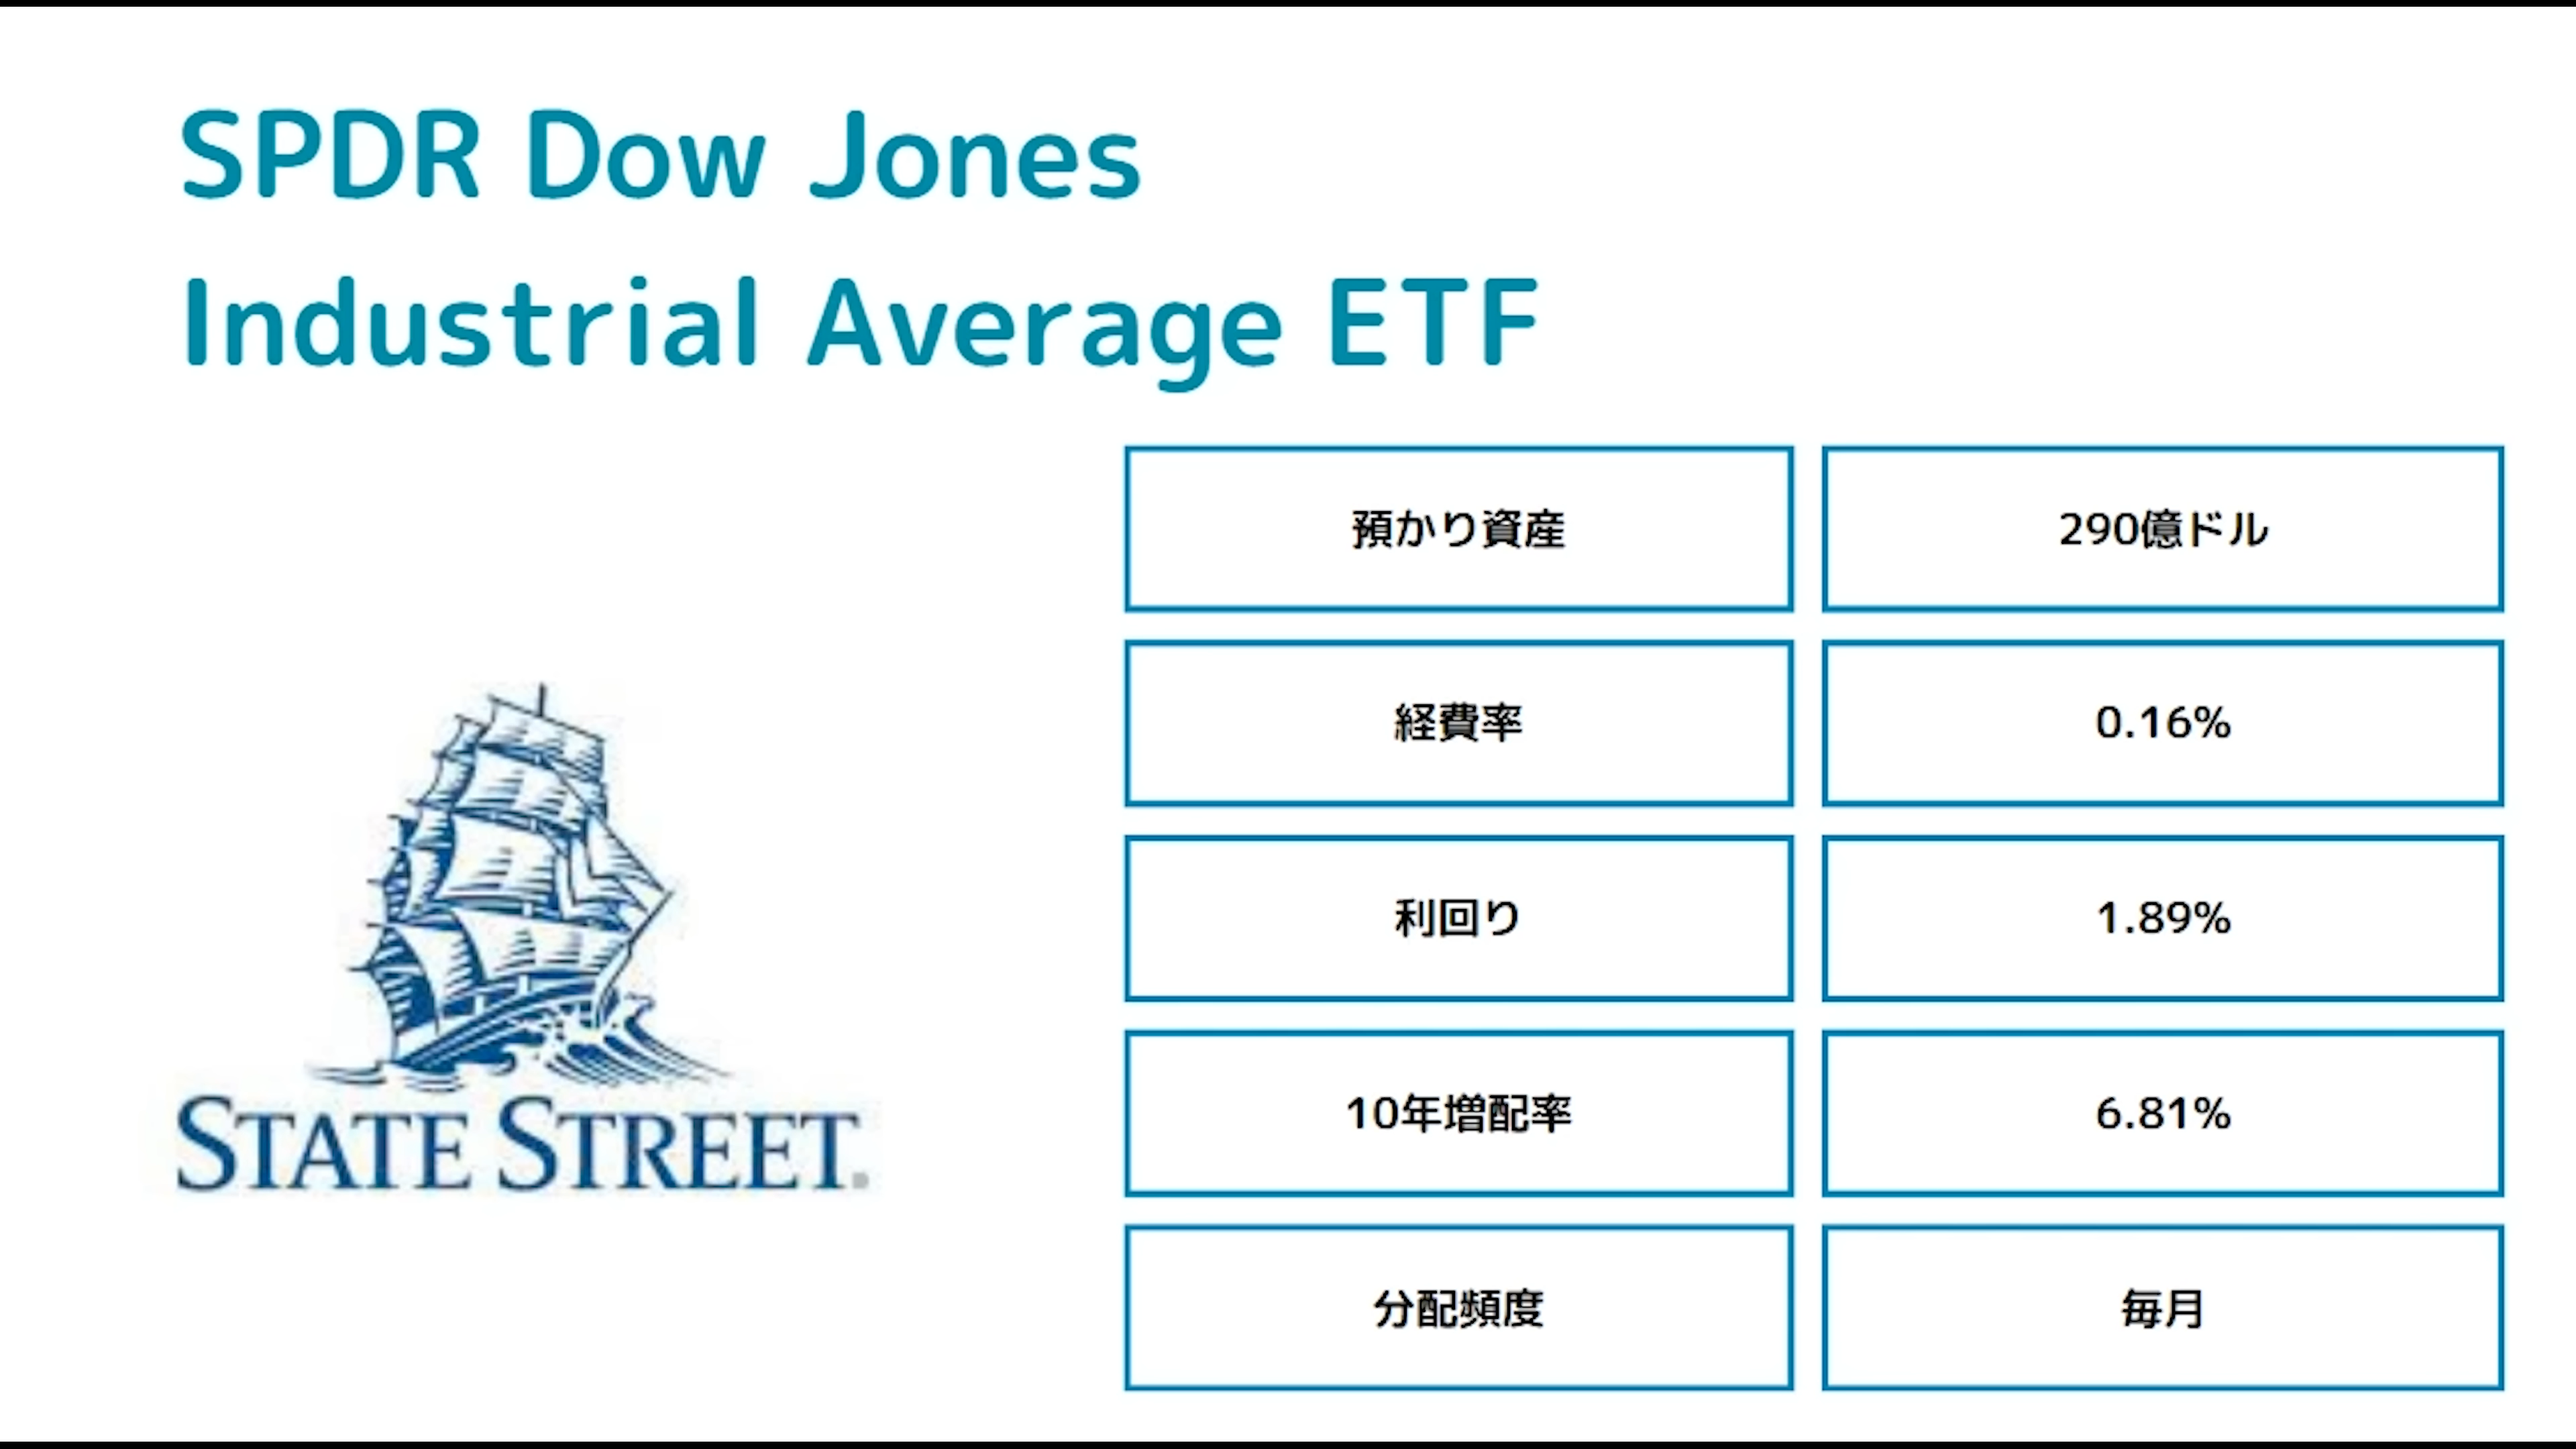 SPDR Dow Jones
Industrial Average ETF
預かり資産 290億ドル
経費率 0.16%
利回り 1.89%
10年増配率 6.81%
分配頻度 毎月
STATE STREET.